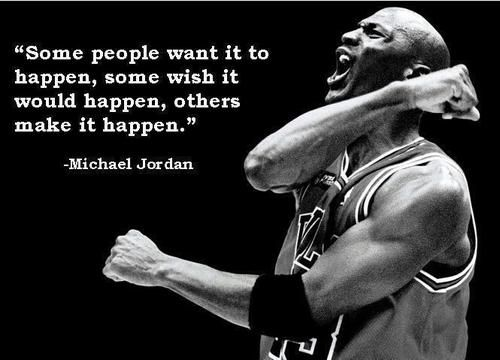 “Some people want it to
happen, some wish it
would happen, others
make it happen.”
-Michael Jordan